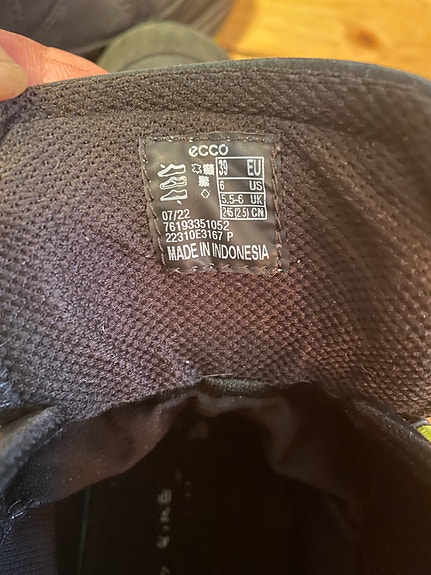 ecco
39 EU
6 US
5.5-6 UK
245 (2.5) CN
07/22
76193351052
22310E3167 P
MADE IN INDONESIA